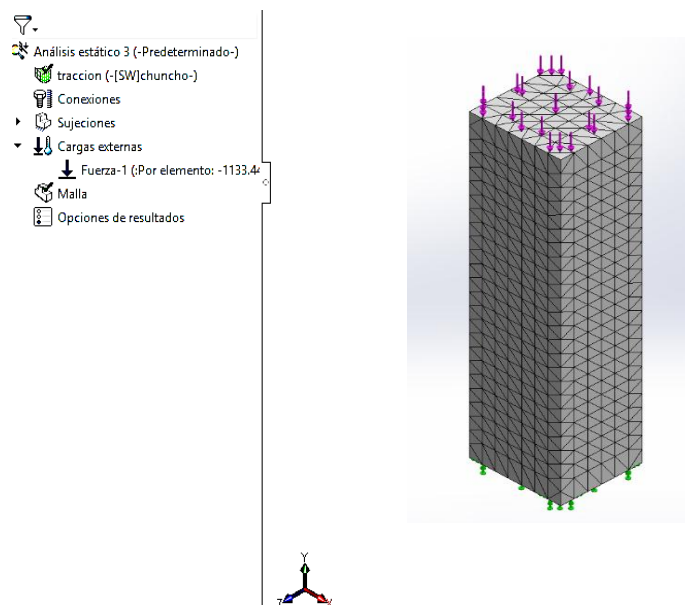 Análisis estático 3 (-Predeterminado-)
traccion (-[SW]chuncho-)
Conexiones
Sujeciones
Cargas externas
Fuerza-1 (:Por elemento: -1133.4
Malla
Opciones de resultados
Y
Z
X